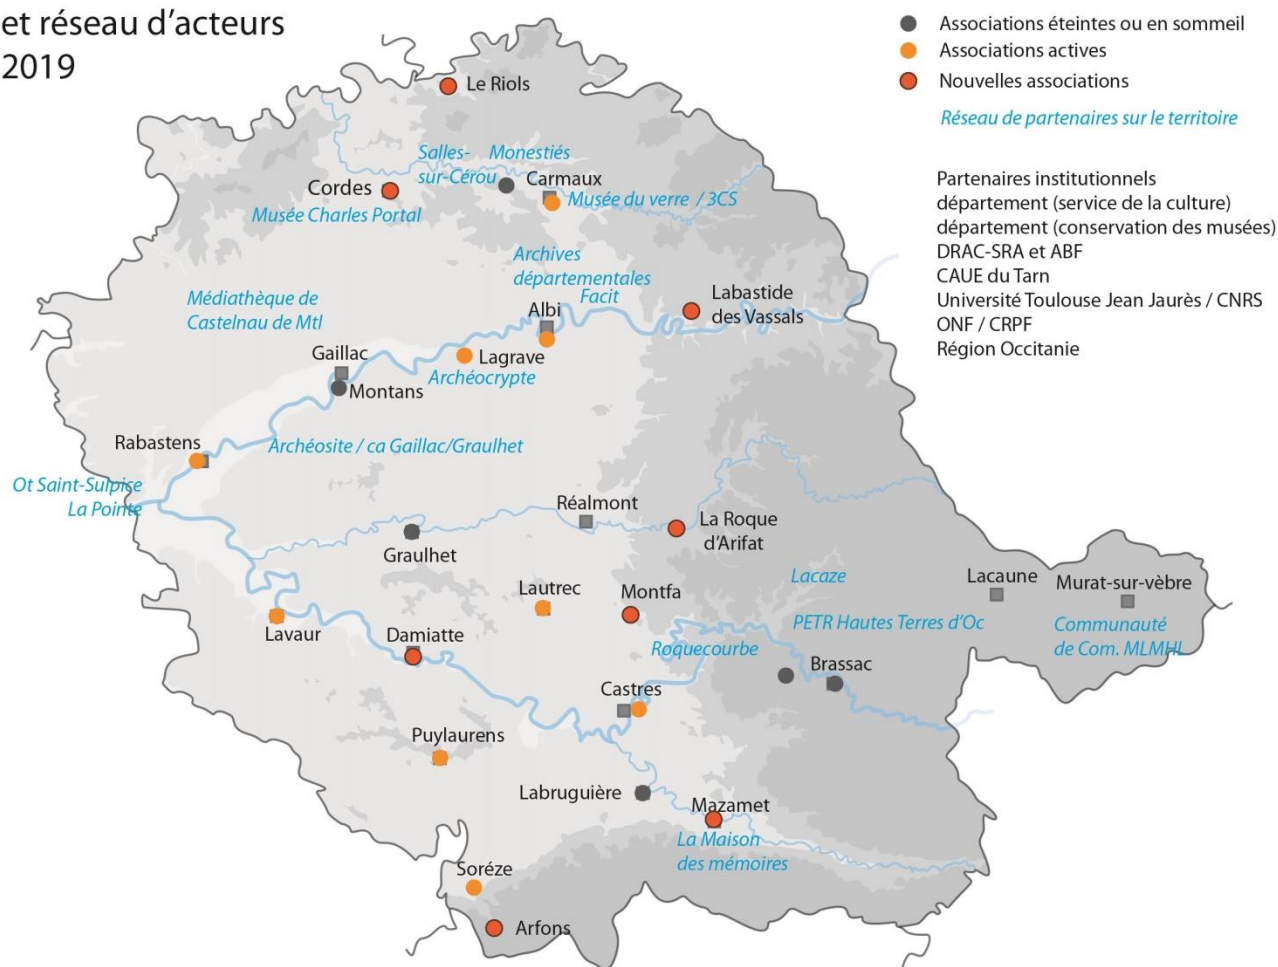 et réseau d'acteurs
2019
Associations éteintes ou en sommeil
Associations actives
Nouvelles associations
Réseau de partenaires sur le territoire
Partenaires institutionnels
département (service de la culture)
département (conservation des musées)
DRAC-SRA et ABF
CAUE du Tarn
Université Toulouse Jean Jaurès / CNRS
ONF / CRPF
Région Occitanie
Le Riols
Salles-
sur-Cérou
Monestiés
Carmaux
Musée du verre / 3CS
Cordes
Musée Charles Portal
Archives
départementales
Facit
Médiathèque de
Castelnau de Mtl
Albi
Labastide
des Vassals
Gaillac
Lagrave
Archéocrypte
Montans
Rabastens
Archéosite / ca Gaillac/Graulhet
Ot Saint-Sulpice
La Pointe
Réalmont
La Roque
d'Arifat
Graulhet
Lautrec
Montfa
Lacaze
Lacaune
Murat-sur-vèbre
PETR Hautes Terres d'Oc
Communauté
de Com. MLMHL
Lavaur
Damiatte
Roquecourbe
Brassac
Castres
Puylaurens
Labruguière
Mazamet
La Maison
des mémoires
Soréze
Arfons